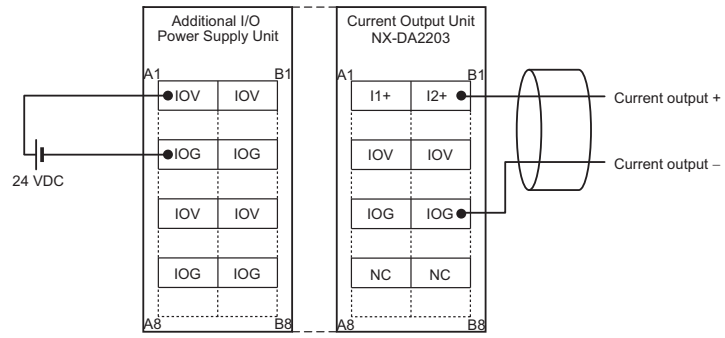 Additional I/O
Power Supply Unit
Current Output Unit
NX-DA2203
A1 B1 A1 B1
IOV IOV I1+ I2+ Current output +
IOG IOG IOV IOV Current output –
24 VDC
IOV IOV IOG IOG
IOG IOG NC NC
A8 B8 A8 B8